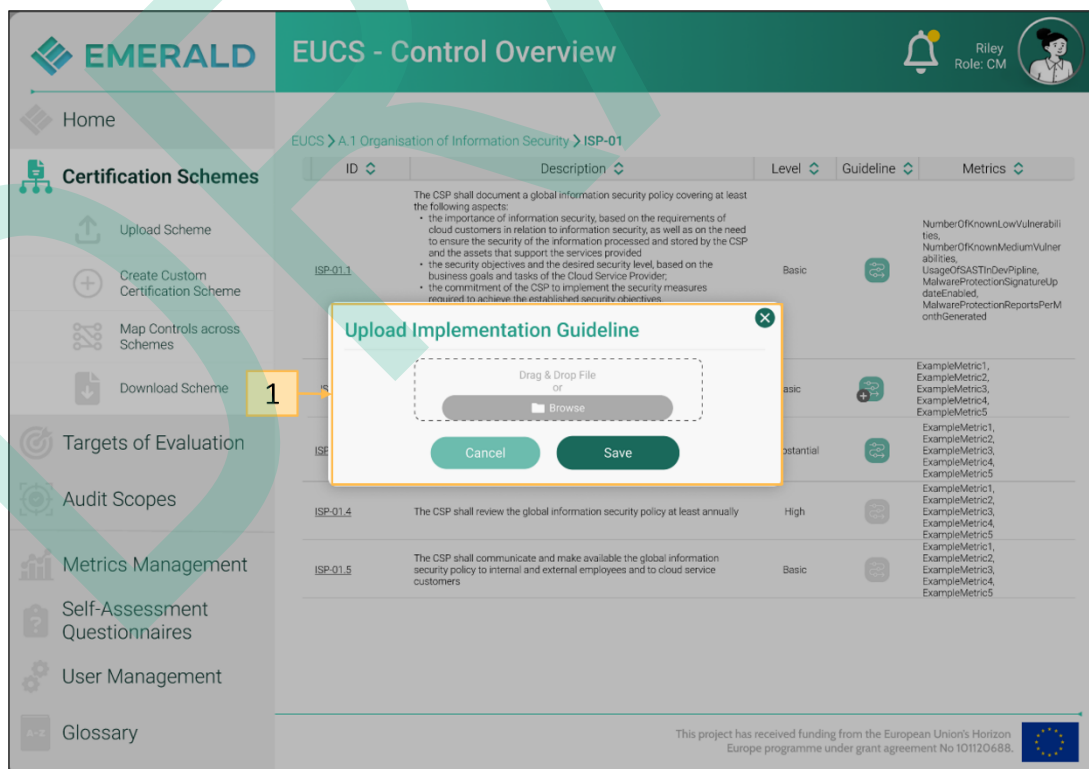 EMERALD
EUCS - Control Overview
Riley
Role: CM
Home
Certification Schemes
Upload Scheme
Create Custom
Certification Scheme
Map Controls across
Schemes
Download Scheme
Targets of Evaluation
Audit Scopes
Metrics Management
Self-Assessment
Questionnaires
User Management
A-Z
Glossary
EUCS > A.1 Organisation of Information Security > ISP-01
ID
Description
Level
Guideline
Metrics
ISP-01.1
The CSP shall document a global information security policy covering at least
the following aspects:
• the importance of information security, based on the requirements of
cloud customers in relation to information security, as well as on the need
to ensure the security of the information processed and stored by the CSP
and the assets that support the services provided
• the security objectives and the desired security level, based on the
business goals and tasks of the Cloud Service Provider;
• the commitment of the CSP to implement the security measures
required to achieve the established security objectives.
Basic
NumberOfKnownLowVulnerabili
ties,
NumberOfKnownMediumVulner
abilities,
UsageOfSASTInDevPipline,
MalwareProtectionSignatureUp
dateEnabled,
MalwareProtectionReportsPerM
onthGenerated
1
Upload Implementation Guideline
Drag & Drop File
or
Browse
Cancel
Save
asic
ExampleMetric1,
ExampleMetric2,
ExampleMetric3,
ExampleMetric4,
ExampleMetric5
ISP
ostantial
ExampleMetric1,
ExampleMetric2,
ExampleMetric3,
ExampleMetric4,
ExampleMetric5
ISP-01.4
The CSP shall review the global information security policy at least annually
High
ExampleMetric1,
ExampleMetric2,
ExampleMetric3,
ExampleMetric4,
ExampleMetric5
ISP-01.5
The CSP shall communicate and make available the global information
security policy to internal and external employees and to cloud service
customers
Basic
ExampleMetric1,
ExampleMetric2,
ExampleMetric3,
ExampleMetric4,
ExampleMetric5
This project has received funding from the European Union's Horizon
Europe programme under grant agreement No 101120688.